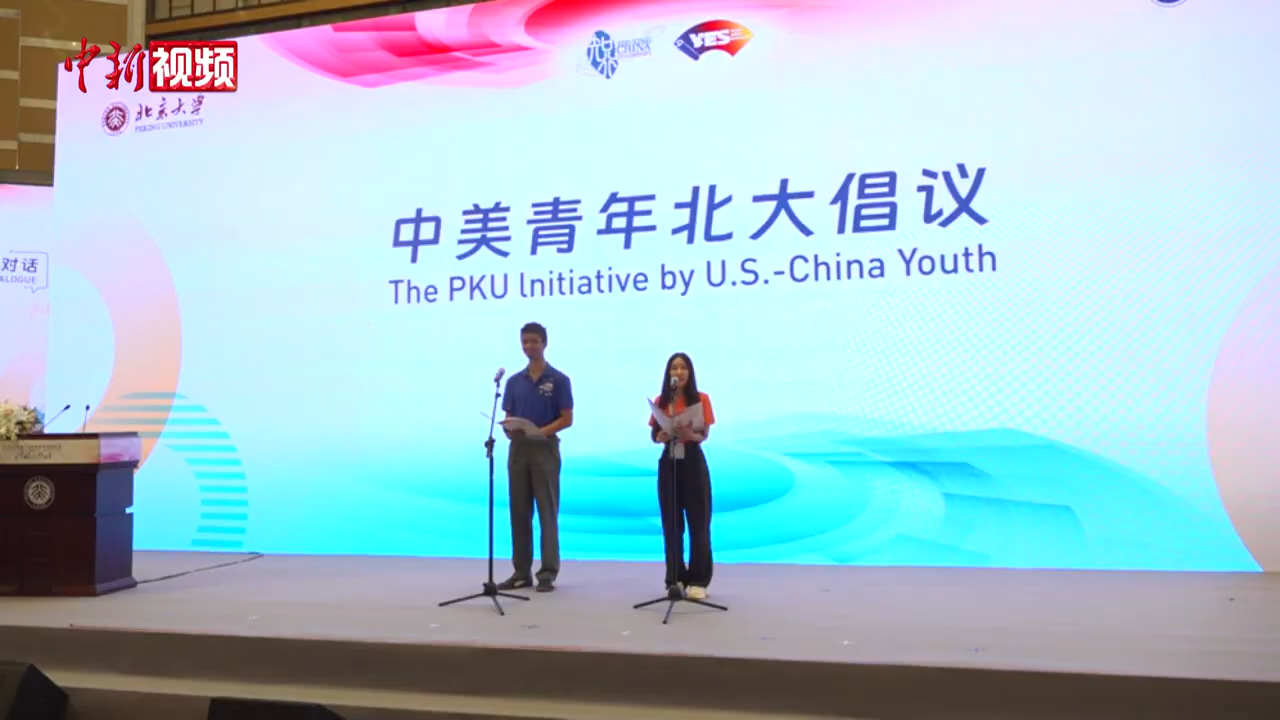 中新视频
北京大学
PEKING UNIVERSITY
CHINA
YES
中美青年北大倡议
The PKU Initiative by U.S.-China Youth
对话
ALOGUE